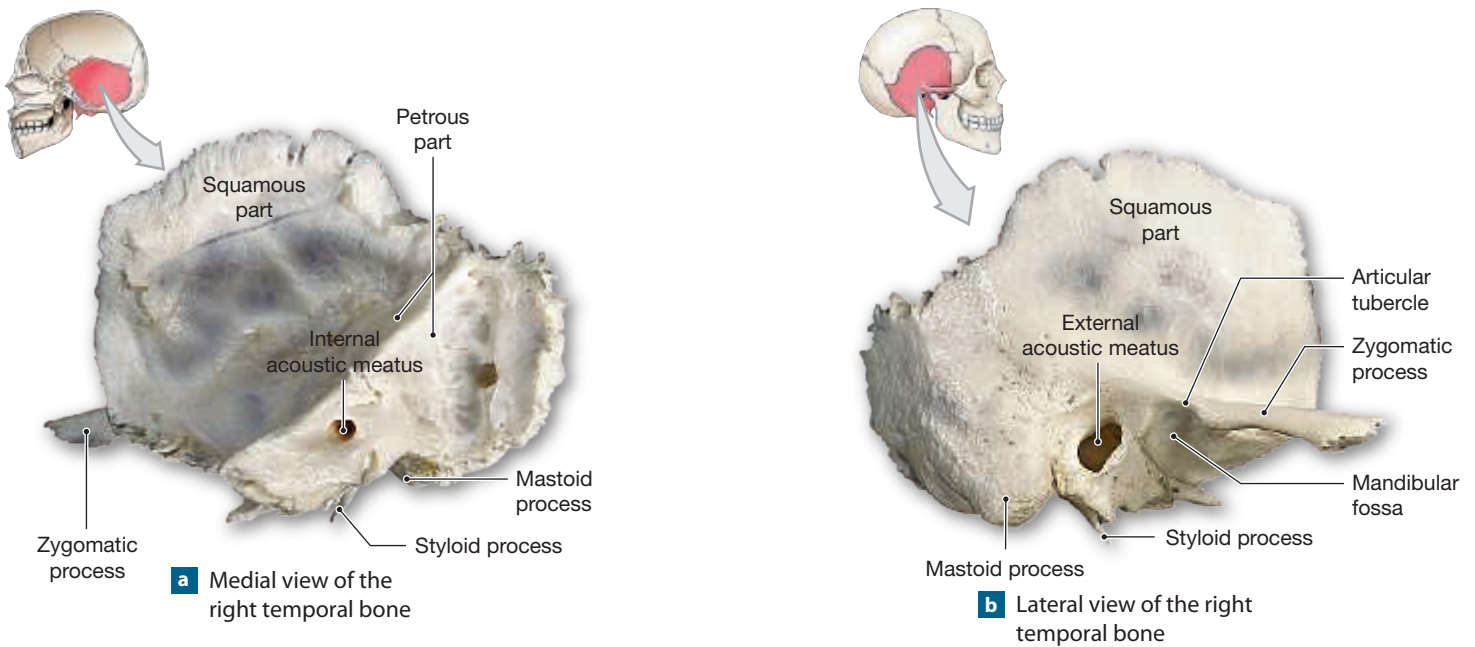 Petrous
part
Squamous
part
Internal
acoustic meatus
Mastoid
process
Styloid process
Zygomatic
process
a Medial view of the
right temporal bone
Squamous
part
Articular
tubercle
External
acoustic meatus
Zygomatic
process
Mandibular
fossa
Styloid process
Mastoid process
b Lateral view of the right
temporal bone